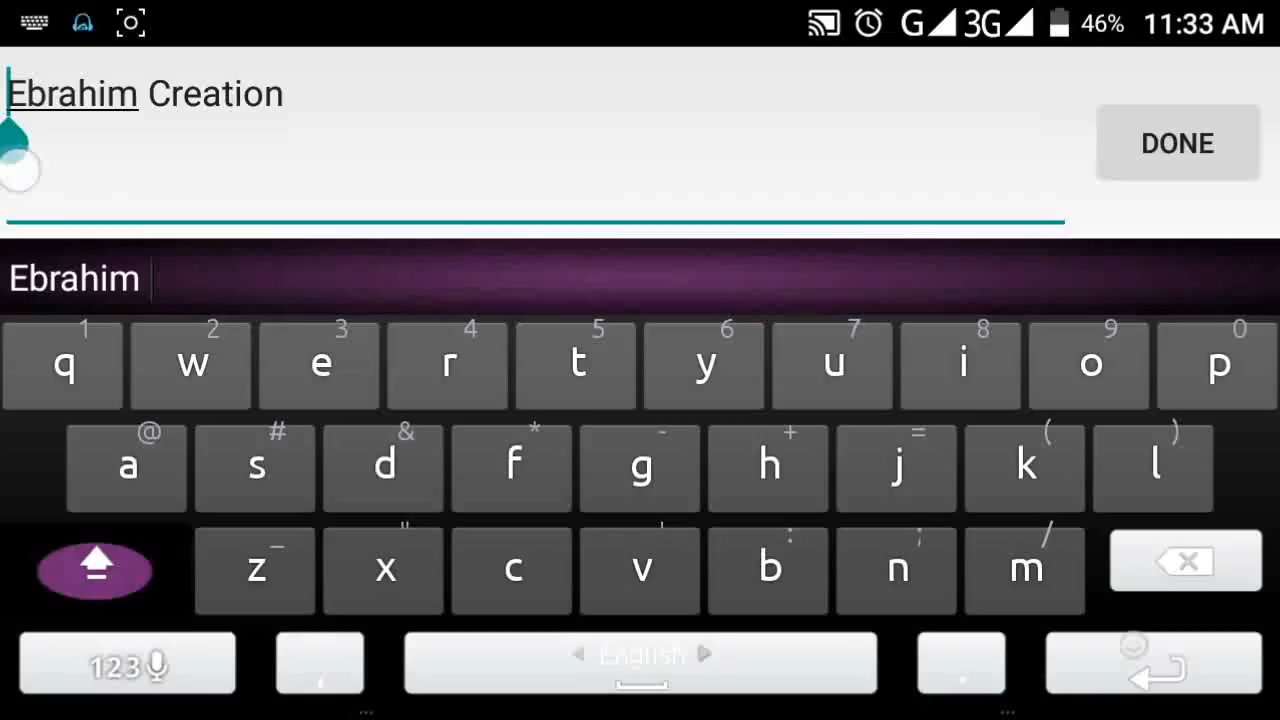 G 3G 46% 11:33 AM
Ebrahim Creation
DONE
Ebrahim
1 2 3 4 5 6 7 8 9 0
q w e r t y u i o p
@ # & * - + = ( )
a s d f g h j k l
_ " ' : ; /
z x c v b n m
123 , English .
... ...